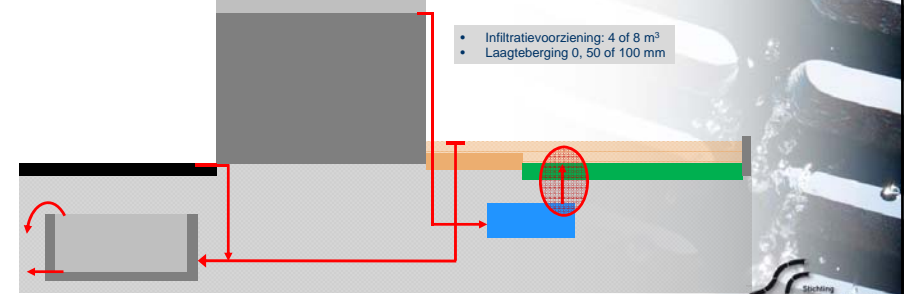 • Infiltratievoorziening: 4 of 8 m³
• Laagteberging 0, 50 of 100 mm
Stichting